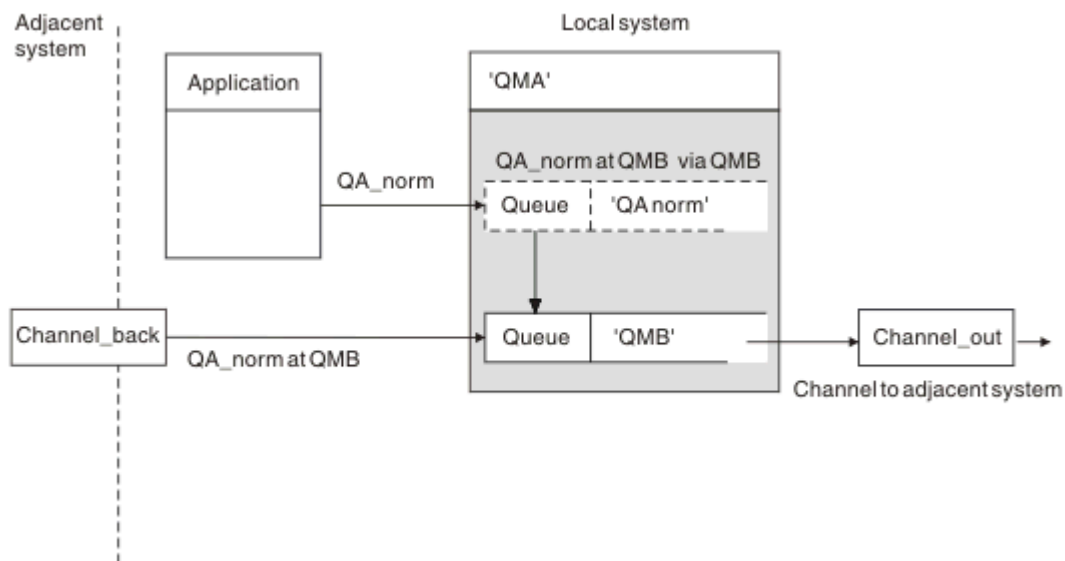 Adjacent
system
Local system
Application
'QMA'
QA_norm at QMB via QMB
QA_norm
Queue
'QA norm'
Channel_back
Queue
'QMB'
Channel_out
QA_norm at QMB
Channel to adjacent system